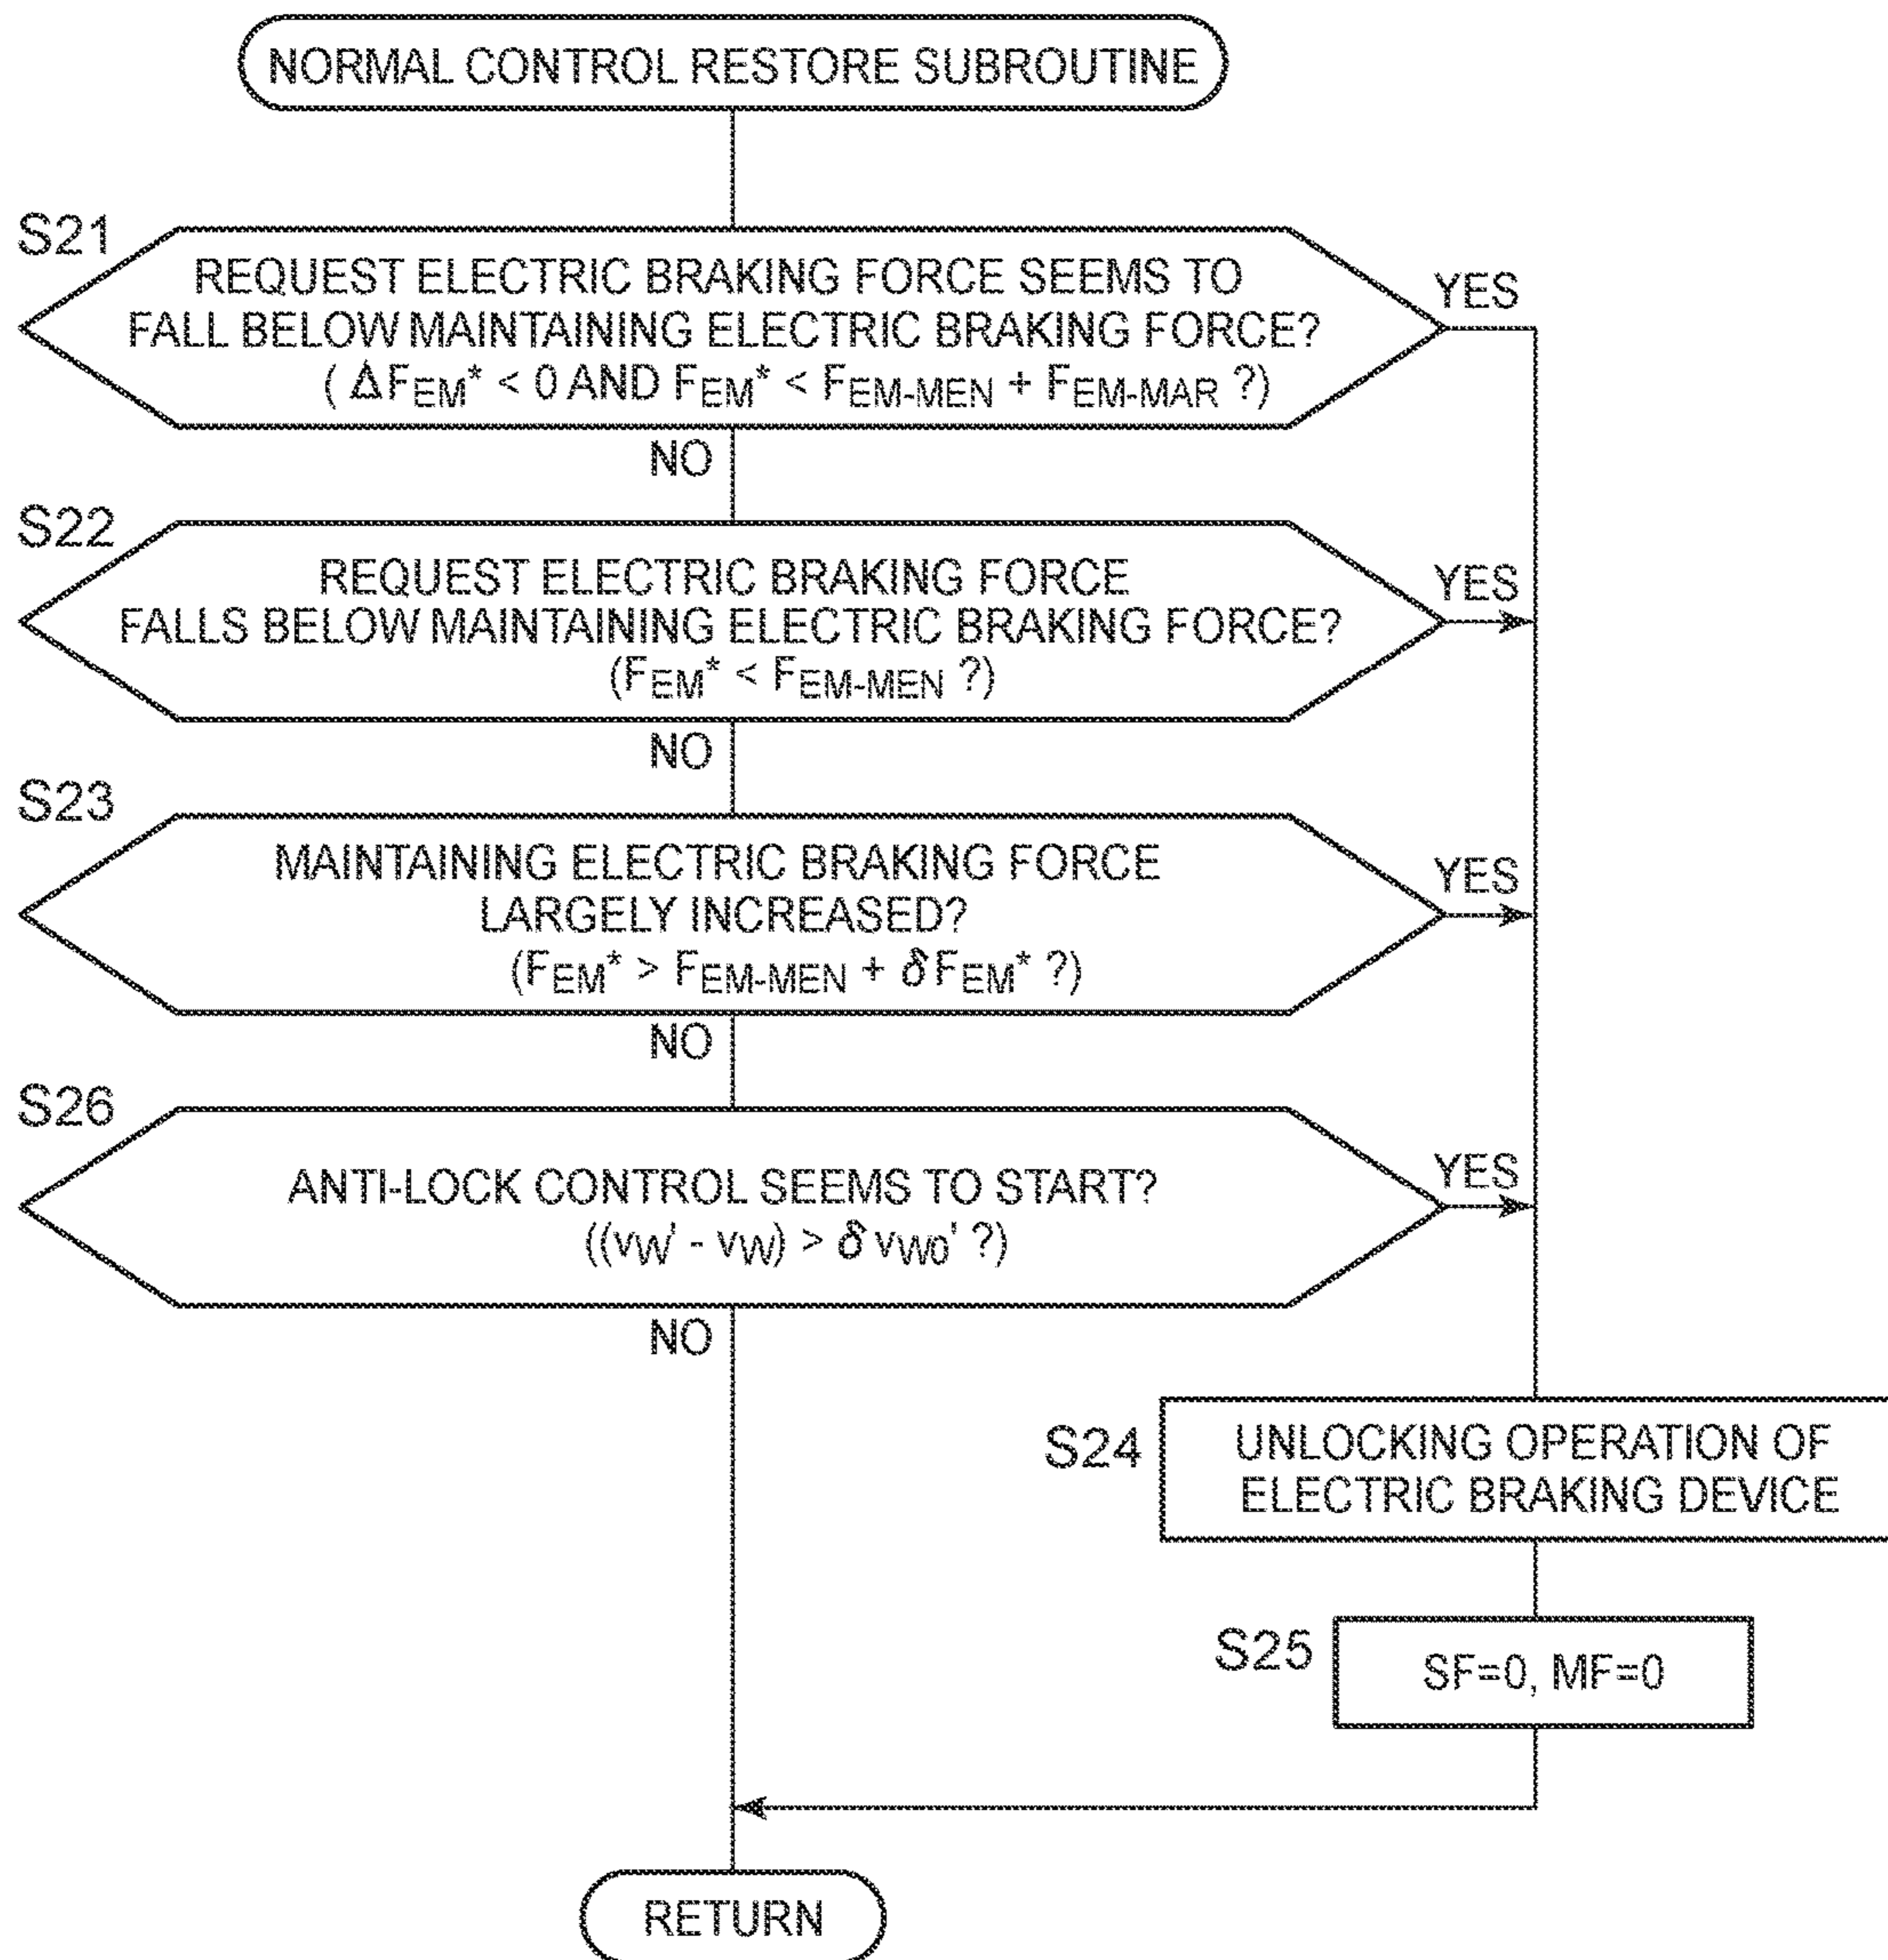 NORMAL CONTROL RESTORE SUBROUTINE
S21
REQUEST ELECTRIC BRAKING FORCE SEEMS TO
FALL BELOW MAINTAINING ELECTRIC BRAKING FORCE?
( ΔFEM* < 0 AND FEM* < FEM-MEN + FEM-MAR ?)
YES
NO
S22
REQUEST ELECTRIC BRAKING FORCE
FALLS BELOW MAINTAINING ELECTRIC BRAKING FORCE?
(FEM* < FEM-MEN ?)
YES
NO
S23
MAINTAINING ELECTRIC BRAKING FORCE
LARGELY INCREASED?
(FEM* > FEM-MEN + δFEM* ?)
YES
NO
S26
ANTI-LOCK CONTROL SEEMS TO START?
((vW' - vW) > δvW0' ?)
YES
NO
S24
UNLOCKING OPERATION OF
ELECTRIC BRAKING DEVICE
S25
SF=0, MF=0
RETURN